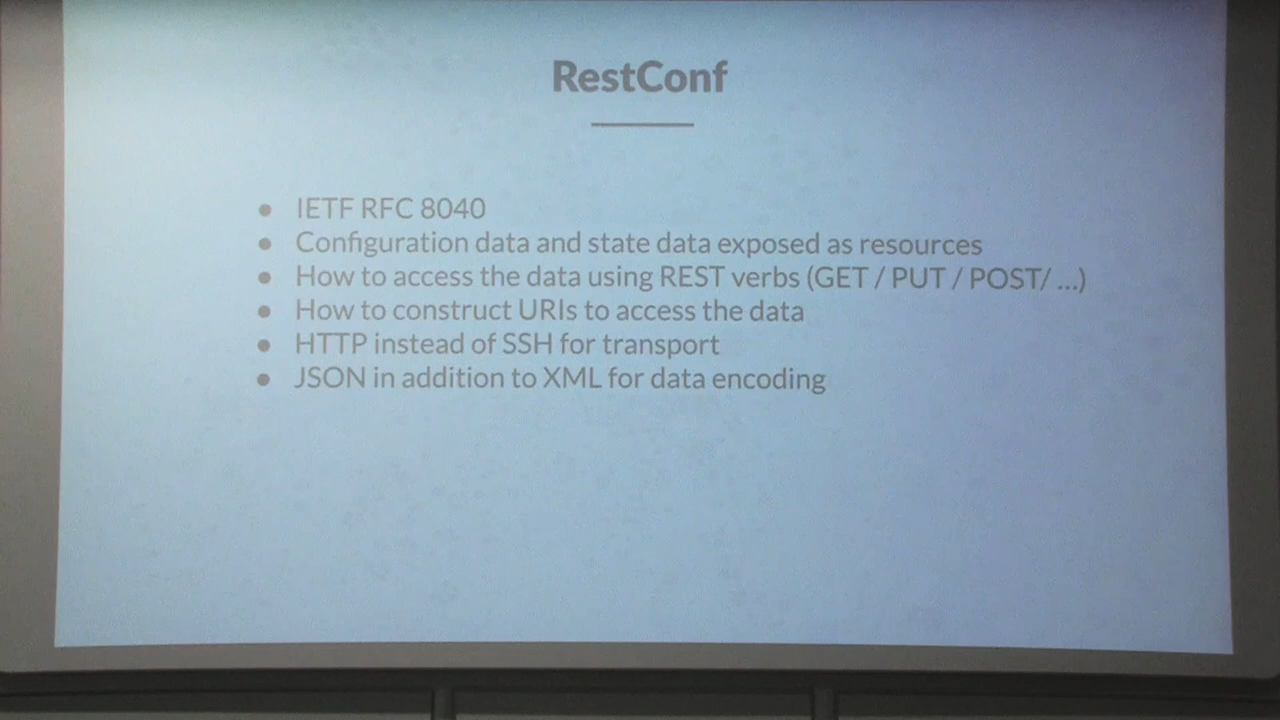 RestConf
● IETF RFC 8040
● Configuration data and state data exposed as resources
● How to access the data using REST verbs (GET / PUT / POST/ ...)
● How to construct URIs to access the data
● HTTP instead of SSH for transport
● JSON in addition to XML for data encoding